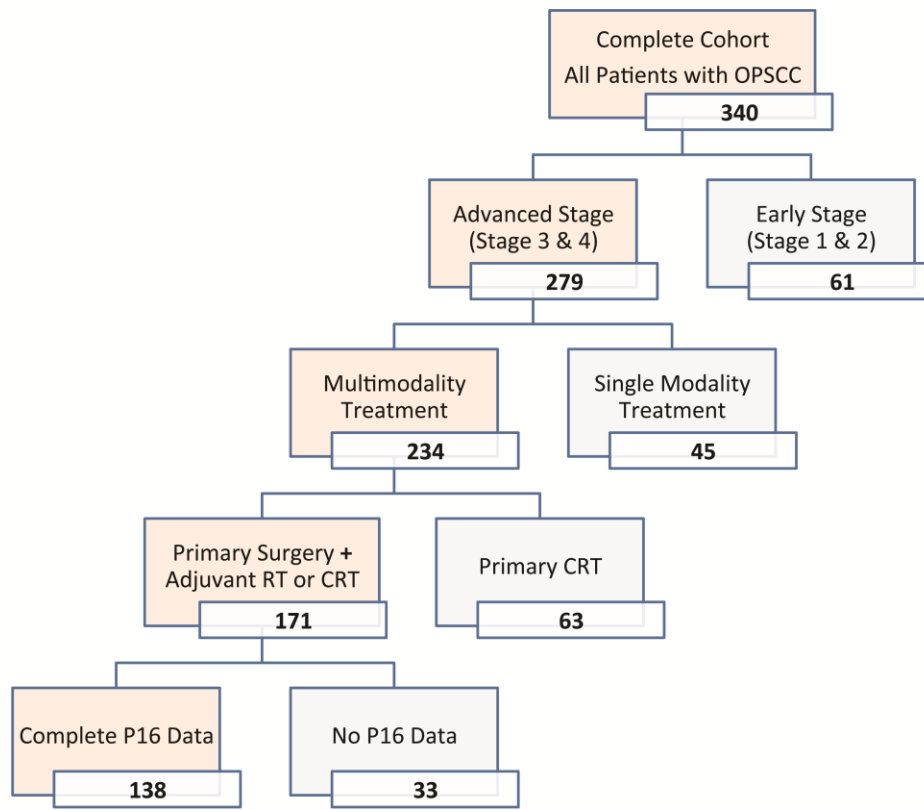 Complete Cohort
All Patients with OPSCC
340
Advanced Stage
(Stage 3 & 4)
279
Early Stage
(Stage 1 & 2)
61
Multimodality
Treatment
234
Single Modality
Treatment
45
Primary Surgery +
Adjuvant RT or CRT
171
Primary CRT
63
Complete P16 Data
138
No P16 Data
33